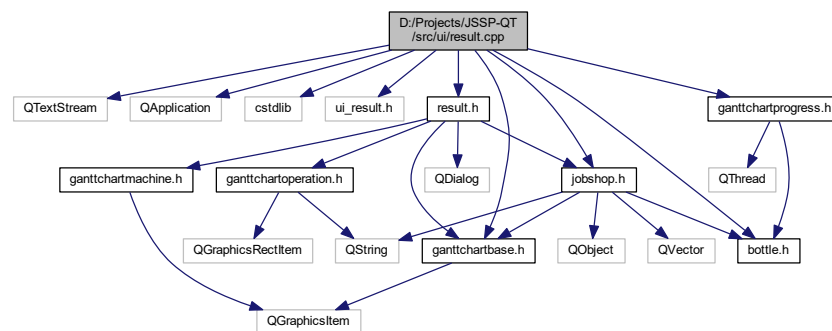 D:/Projects/JSSP-QT
/src/ui/result.cpp
QTextStream
QApplication
cstdlib
ui_result.h
result.h
ganttchartprogress.h
ganttchartmachine.h
ganttchartoperation.h
QDialog
jobshop.h
QThread
QGraphicsRectItem
QString
ganttchartbase.h
QObject
QVector
bottle.h
QGraphicsItem